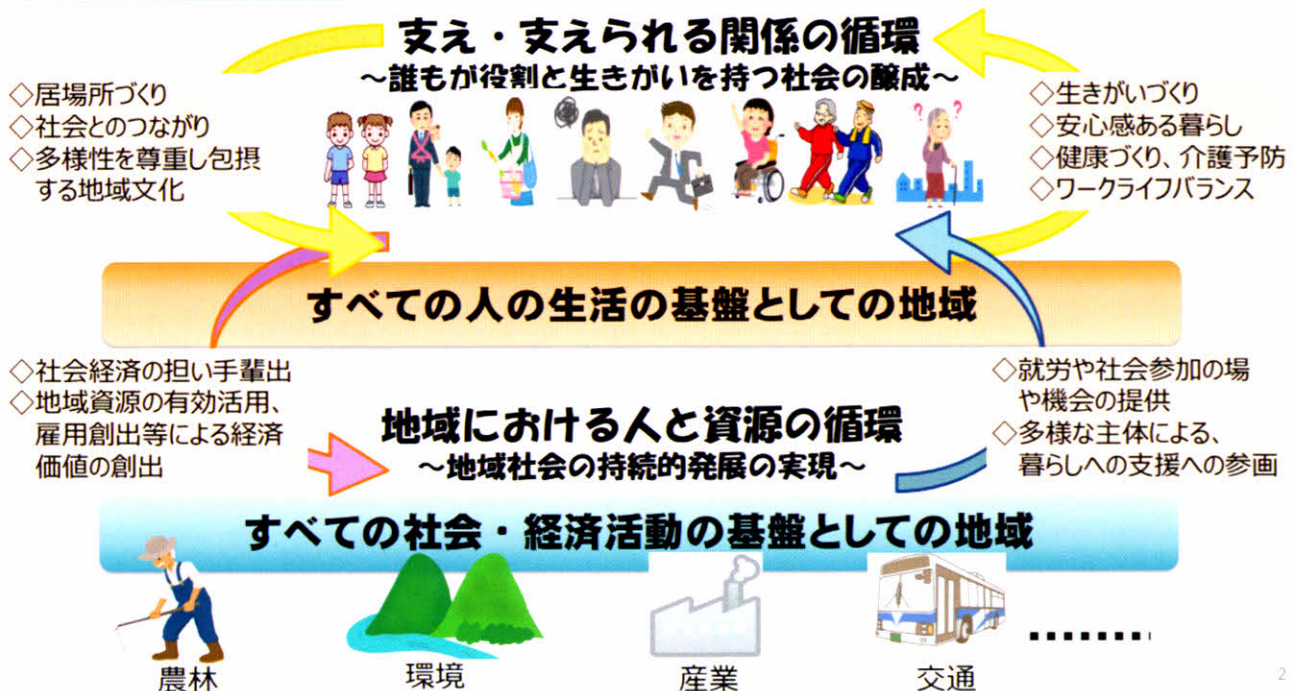 支え・支えられる関係の循環
～誰もが役割と生きがいを持つ社会の醸成～
◇居場所づくり
◇社会とのつながり
◇多様性を尊重し包摂
する地域文化
? ?
◇生きがいづくり
◇安心感ある暮らし
◇健康づくり、介護予防
◇ワークライフバランス
すべての人の生活の基盤としての地域
◇社会経済の担い手輩出
◇地域資源の有効活用、
雇用創出等による経済
価値の創出
地域における人と資源の循環
～地域社会の持続的発展の実現～
◇就労や社会参加の場
や機会の提供
◇多様な主体による、
暮らしへの支援への参画
すべての社会・経済活動の基盤としての地域
農林
環境
産業
交通
2